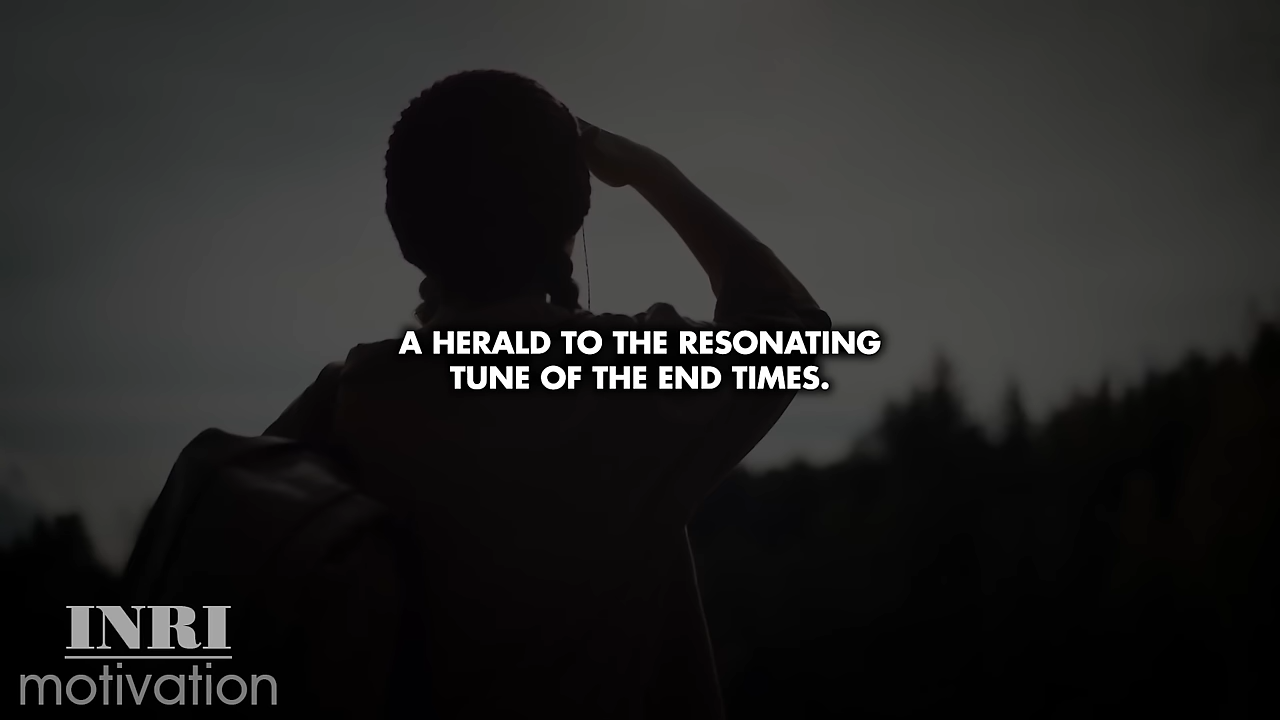 A HERALD TO THE RESONATING
TUNE OF THE END TIMES.
INRI
motivation